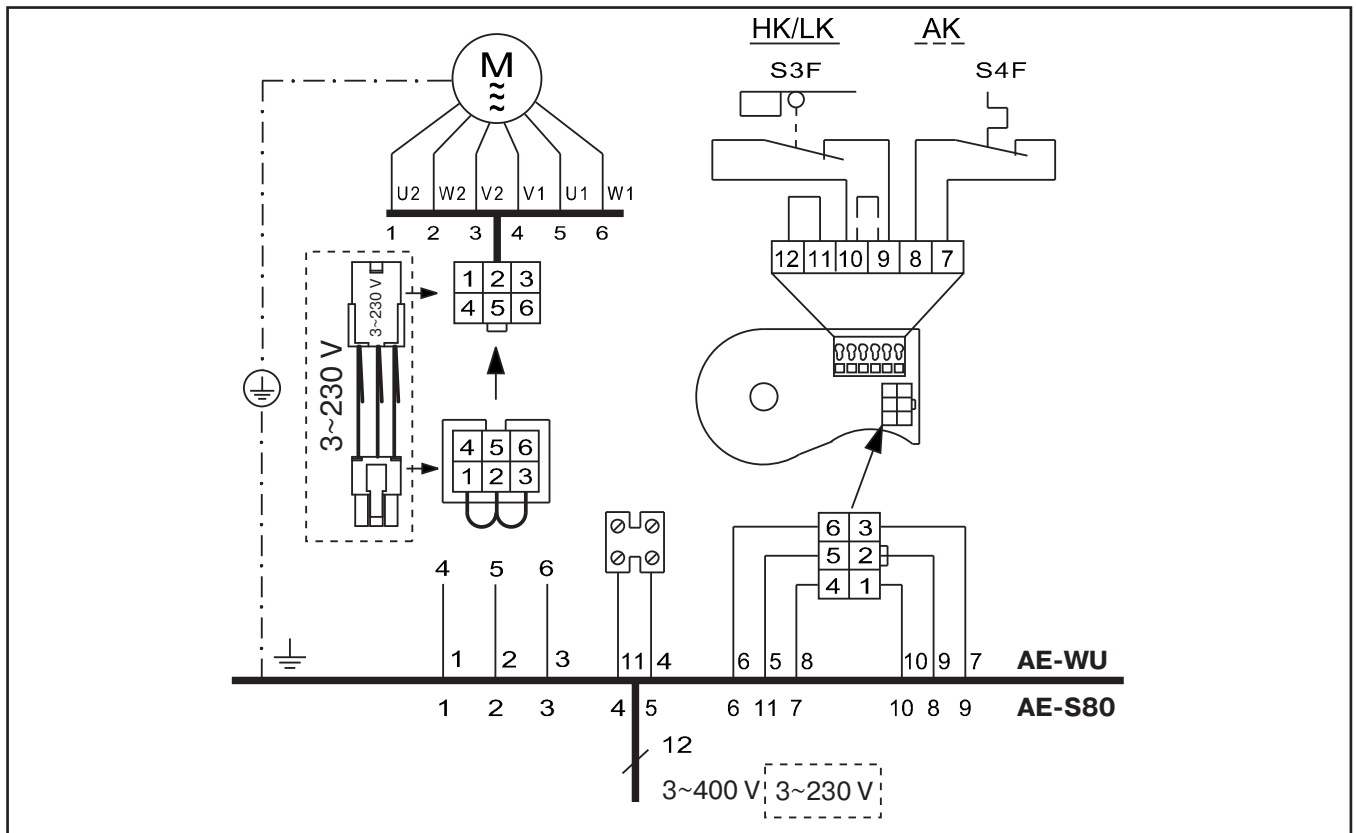 HK/LK AK
S3F S4F
M
U2 W2 V2 V1 U1 W1
1 2 3 4 5 6
12 11 10 9 8 7
1 2 3
4 5 6
3~230 V
3~230 V
4 5 6
1 2 3
6 3
5 2
4 1
4 5 6
1 2 3 11 4 6 5 8 10 9 7 AE-WU
1 2 3 4 5 6 11 7 10 8 9 AE-S80
12
3~400 V 3~230 V